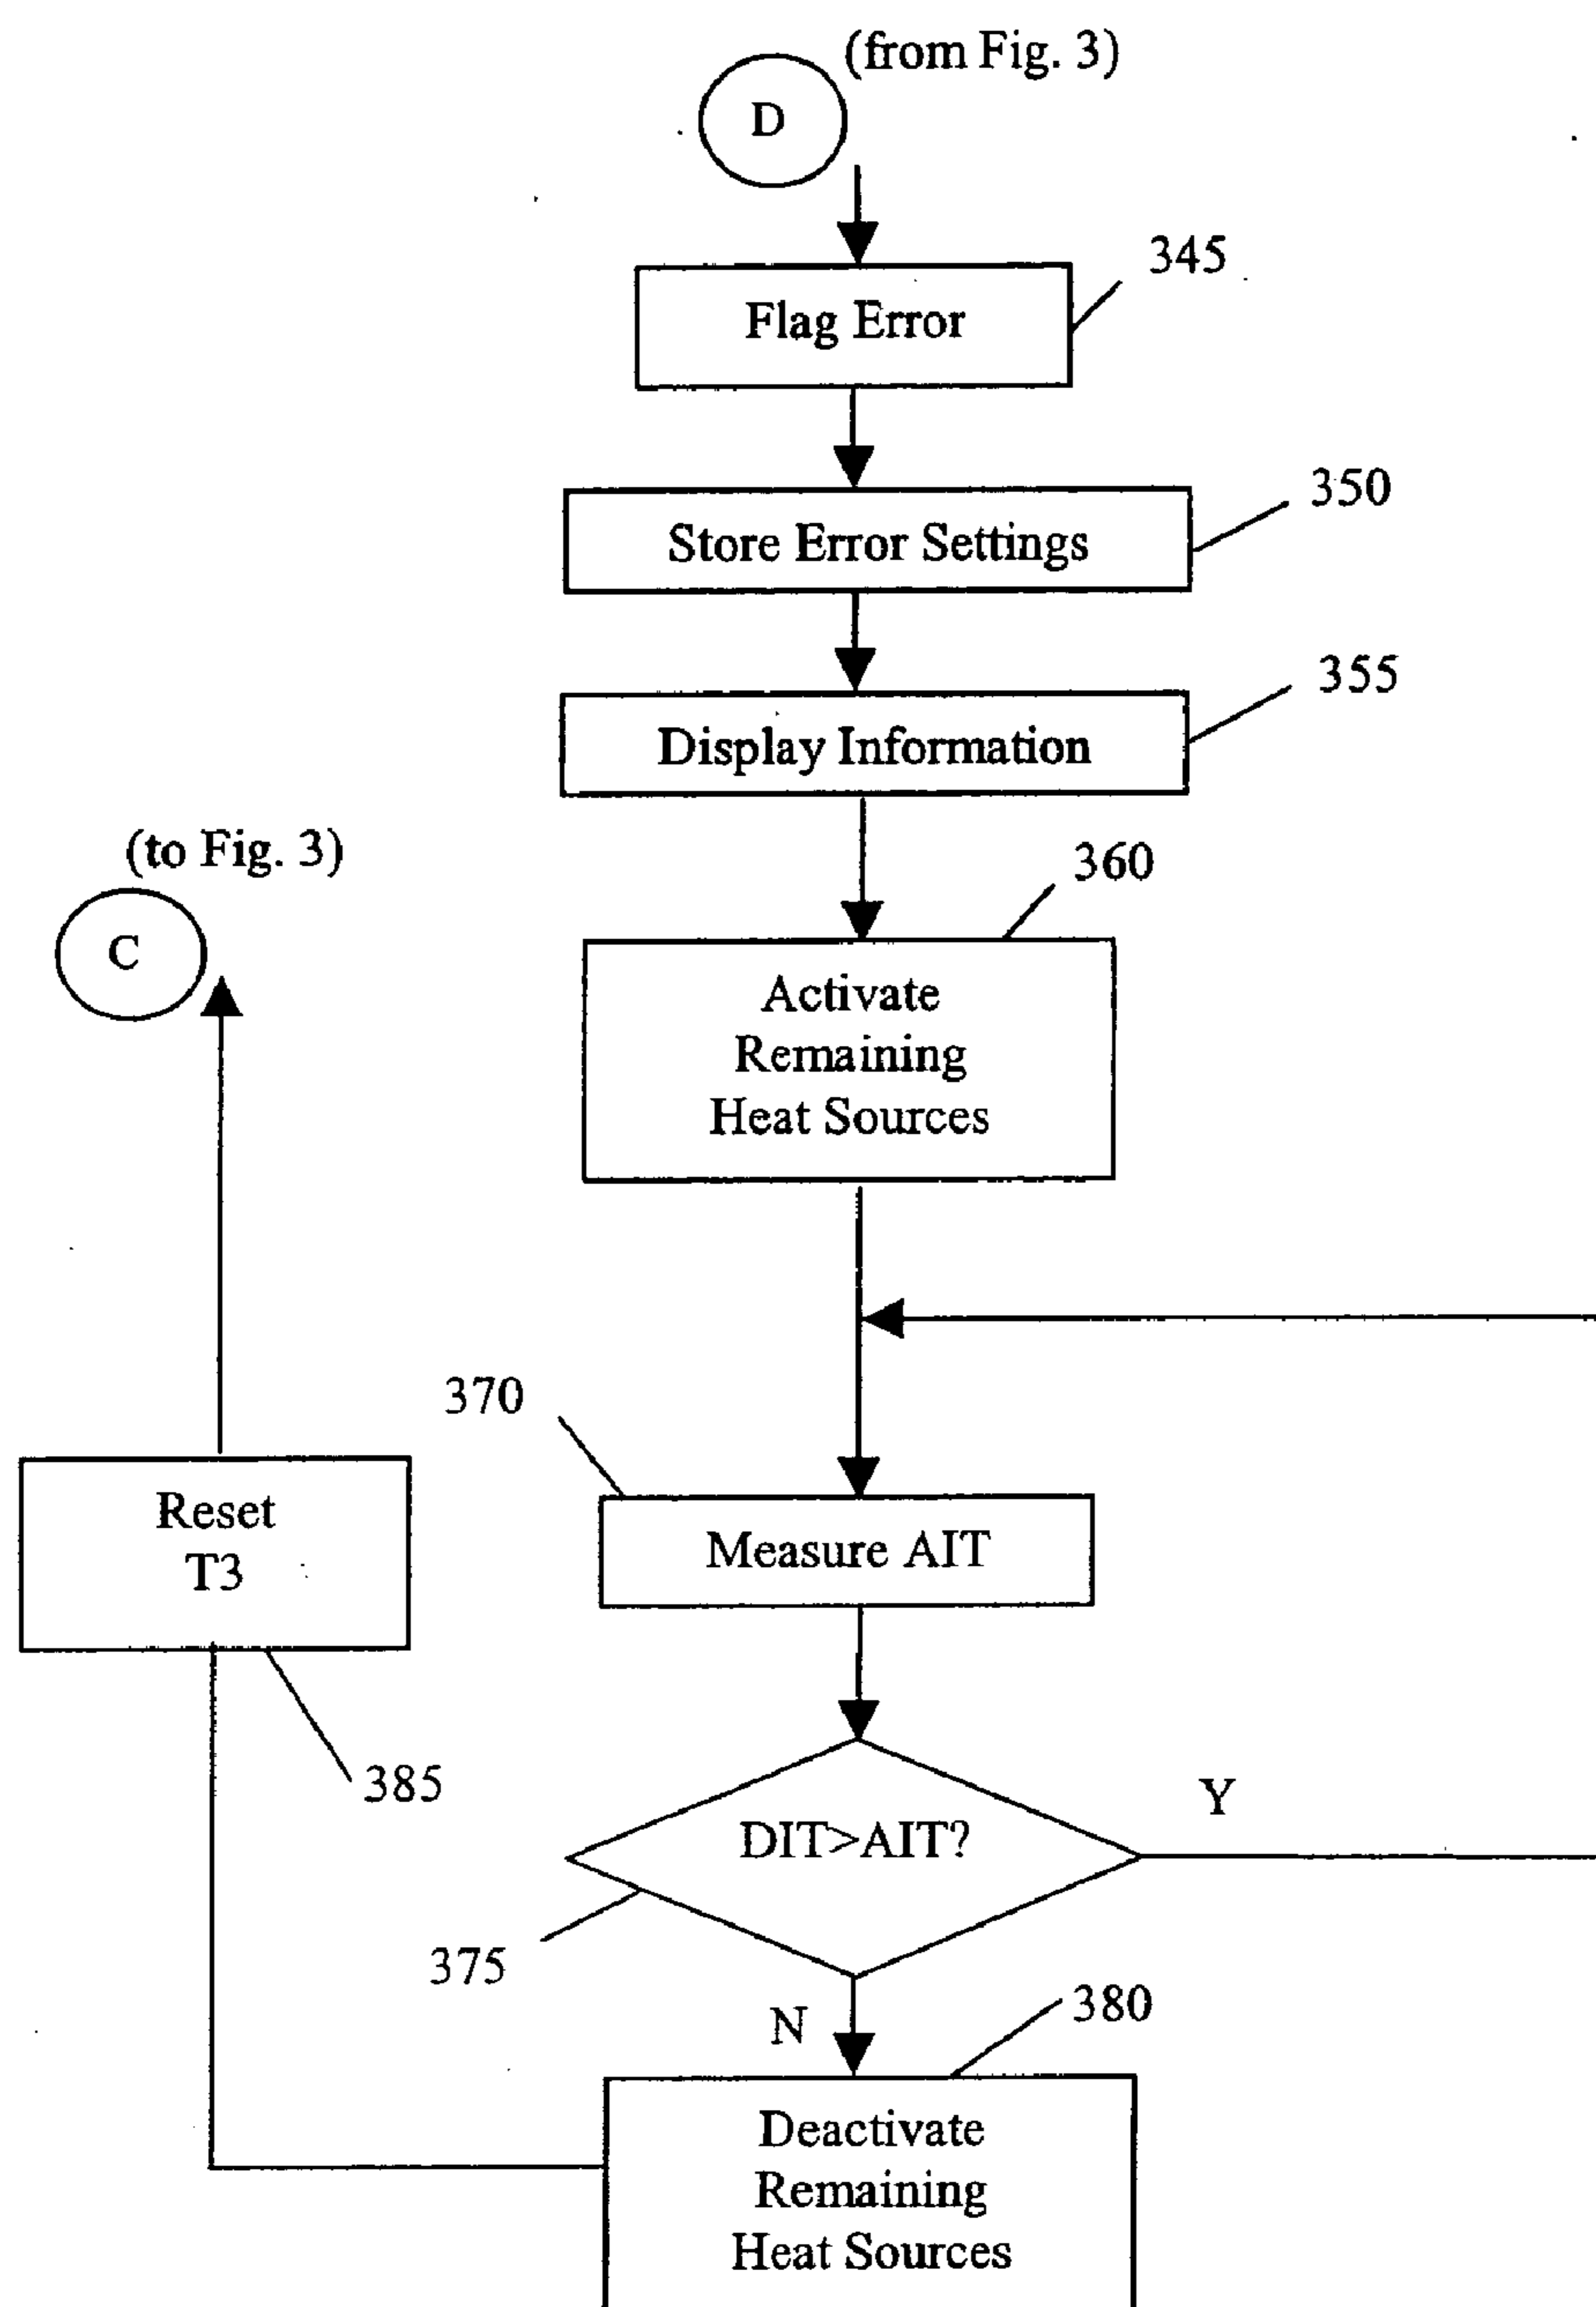 (from Fig. 3)
D
345
Flag Error
350
Store Error Settings
355
Display Information
(to Fig. 3)
360
C
Activate
Remaining
Heat Sources
370
Reset
T3
Measure AIT
385
Y
DIT>AIT?
375
N
380
Deactivate
Remaining
Heat Sources